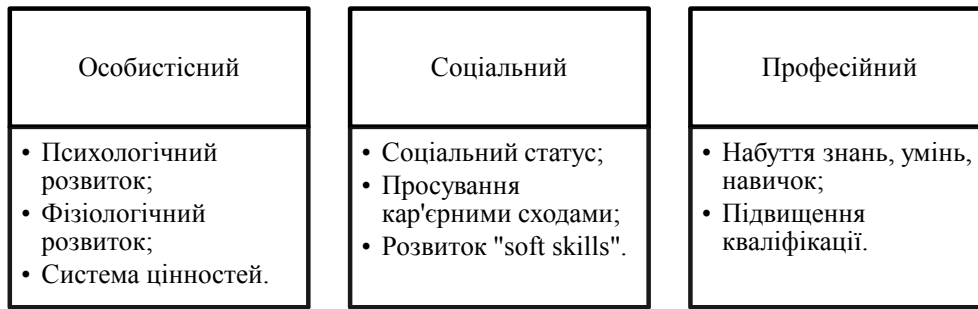 Особистісний
• Психологічний
розвиток;
• Фізіологічний
розвиток;
• Система цінностей.
Соціальний
• Соціальний статус;
• Просування
кар'єрними сходами;
• Розвиток "soft skills".
Професійний
• Набуття знань, умінь,
навичок;
• Підвищення
кваліфікації.